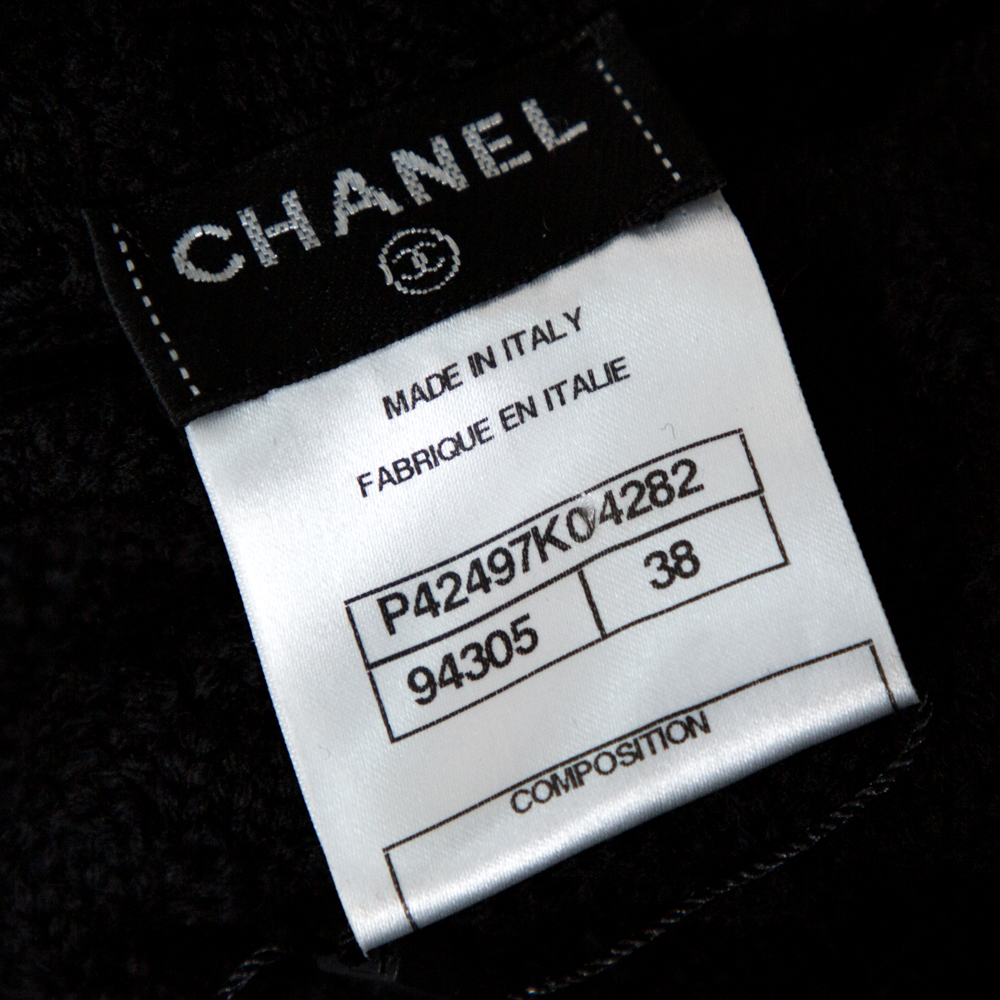 CHANEL
MADE IN ITALY
FABRIQUE EN ITALIE
P42497K04282
94305 38
COMPOSITION